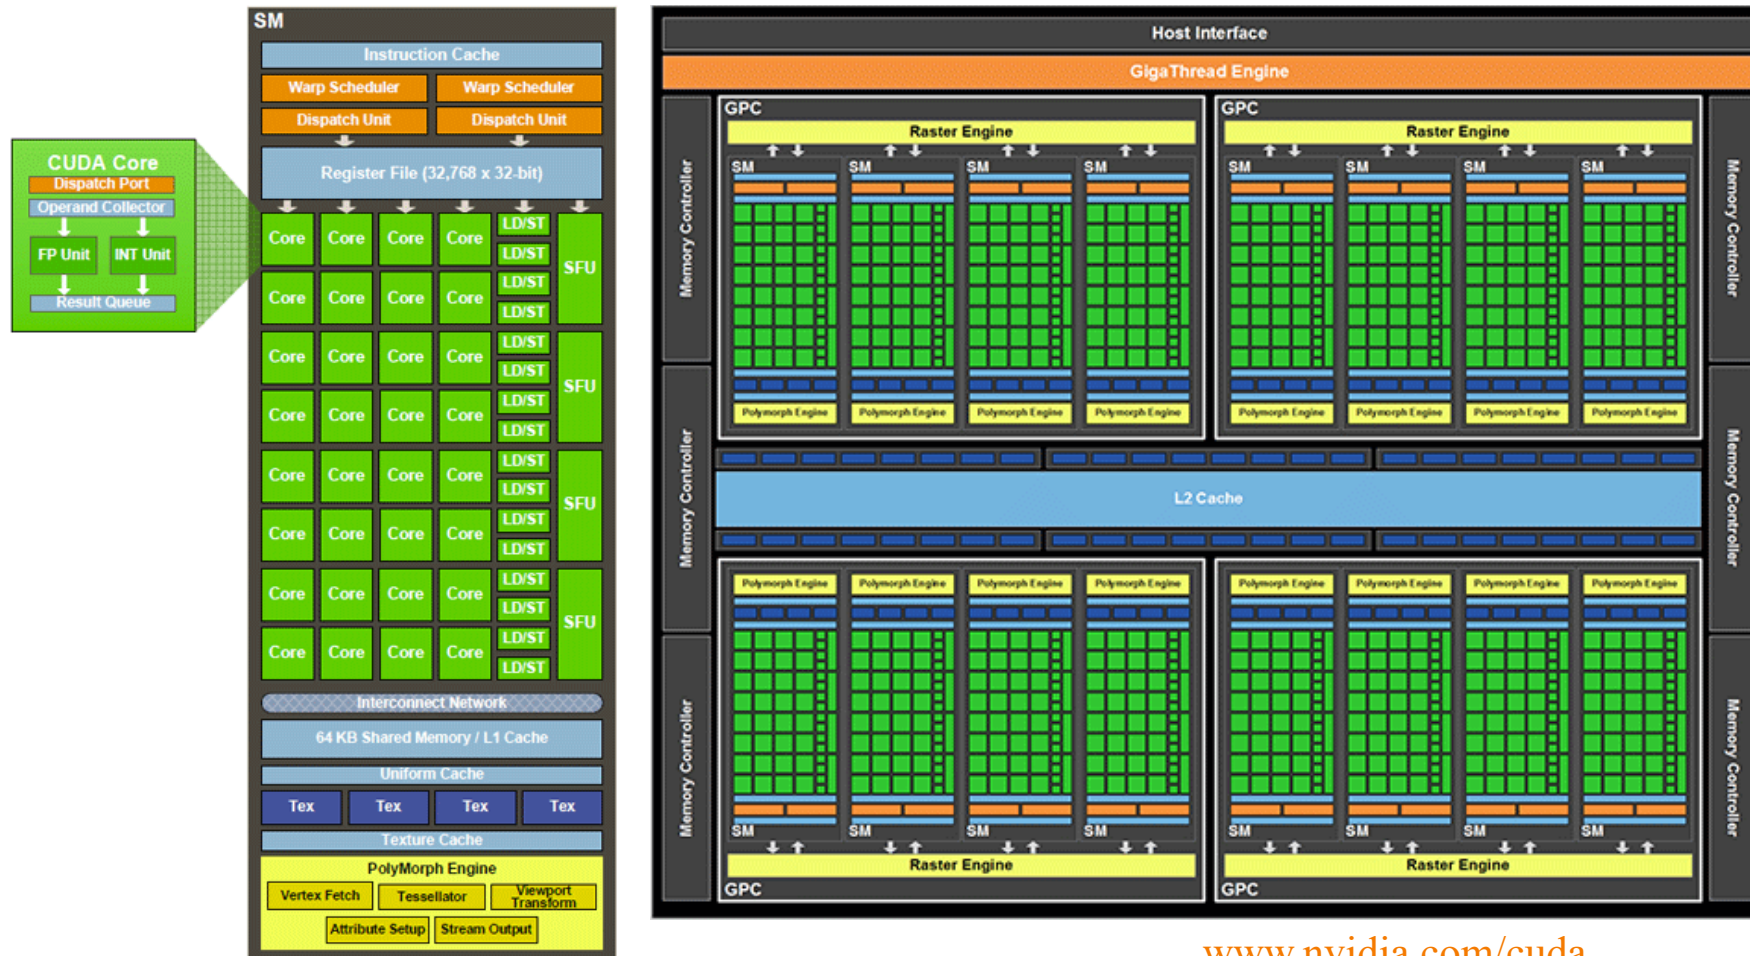 SM
Instruction Cache
Warp Scheduler Warp Scheduler
Dispatch Unit Dispatch Unit
Register File (32,768 x 32-bit)
CUDA Core
Dispatch Port
Operand Collector
FP Unit INT Unit
Result Queue
Core Core Core Core LD/ST
LD/ST
SFU
Core Core Core Core LD/ST
LD/ST
Core Core Core Core LD/ST
LD/ST
SFU
Core Core Core Core LD/ST
LD/ST
Core Core Core Core LD/ST
LD/ST
SFU
Core Core Core Core LD/ST
LD/ST
Core Core Core Core LD/ST
LD/ST
SFU
Core Core Core Core LD/ST
LD/ST
Interconnect Network
64 KB Shared Memory / L1 Cache
Uniform Cache
Tex Tex Tex Tex
Texture Cache
PolyMorph Engine
Vertex Fetch Tessellator Viewport Transform
Attribute Setup Stream Output
Host Interface
GigaThread Engine
Memory Controller
Memory Controller
Memory Controller
GPC GPC
Raster Engine Raster Engine
SM SM SM SM SM SM SM SM
Polymorph Engine Polymorph Engine Polymorph Engine Polymorph Engine Polymorph Engine Polymorph Engine Polymorph Engine Polymorph Engine
L2 Cache
Polymorph Engine Polymorph Engine Polymorph Engine Polymorph Engine Polymorph Engine Polymorph Engine Polymorph Engine Polymorph Engine
SM SM SM SM SM SM SM SM
Raster Engine Raster Engine
GPC GPC
Memory Controller
Memory Controller
Memory Controller
www.nvidia.com/cuda